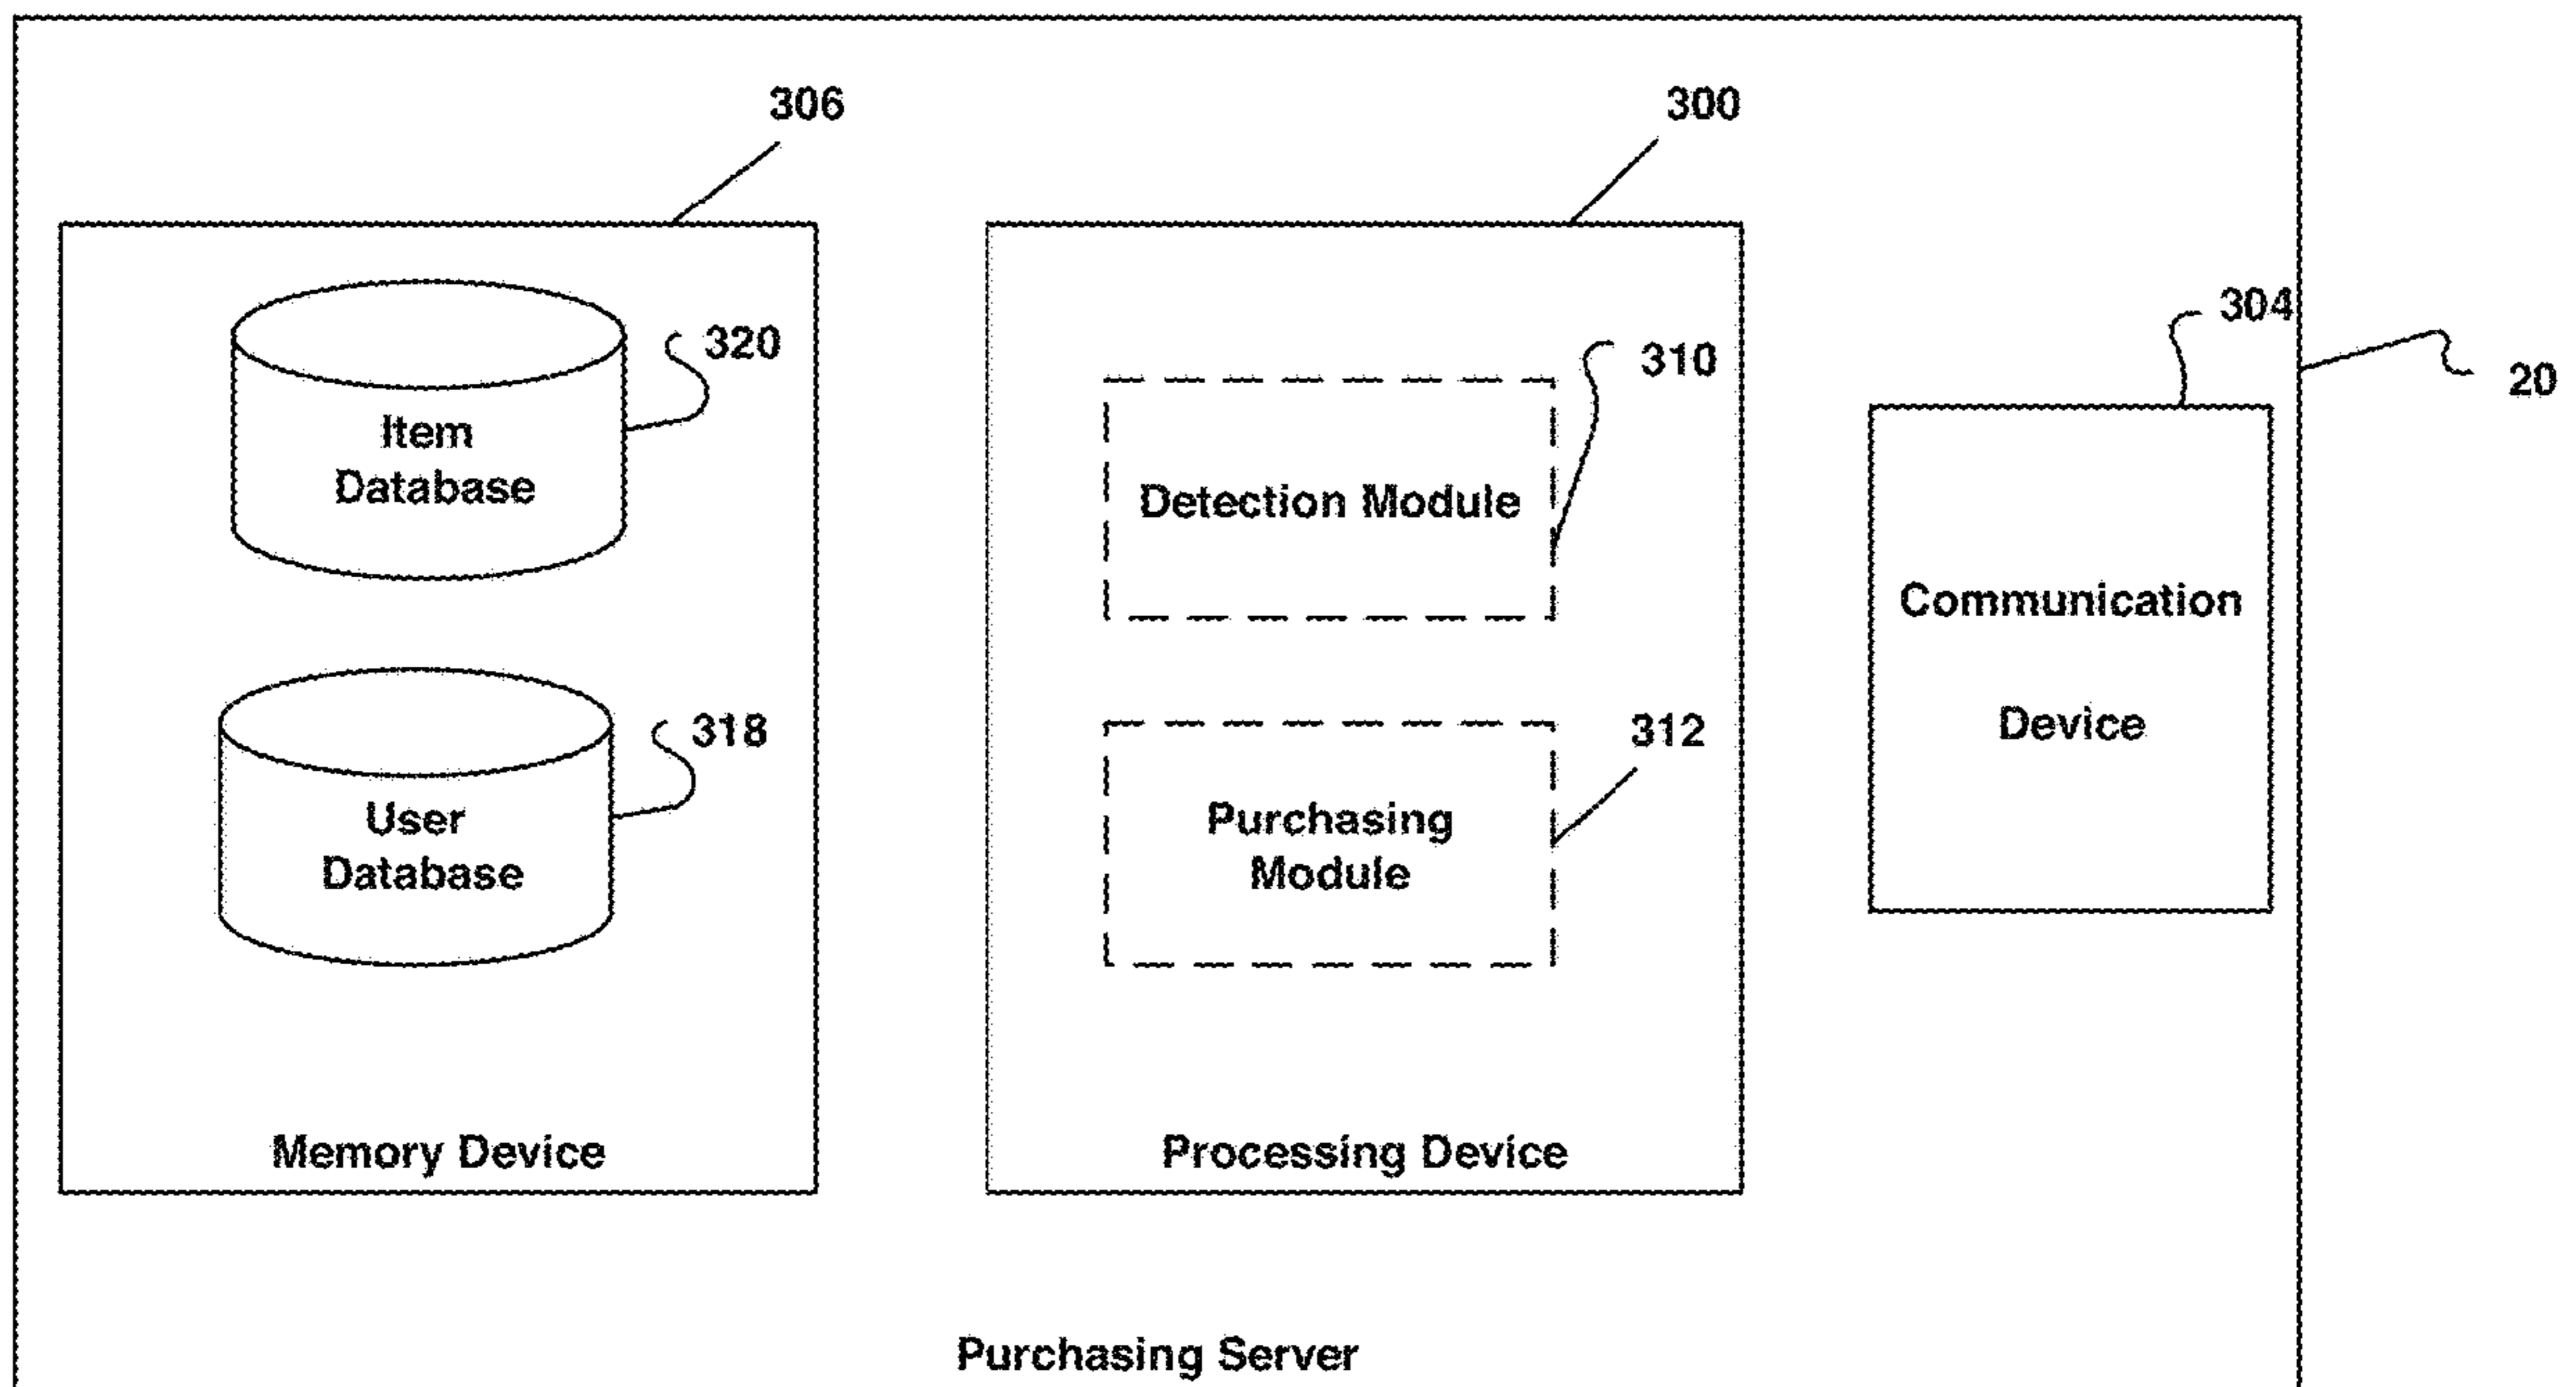 306
300
304
20
320
Item
Database
310
Detection Module
Communication
Device
318
User
Database
312
Purchasing
Module
Memory Device
Processing Device
Purchasing Server